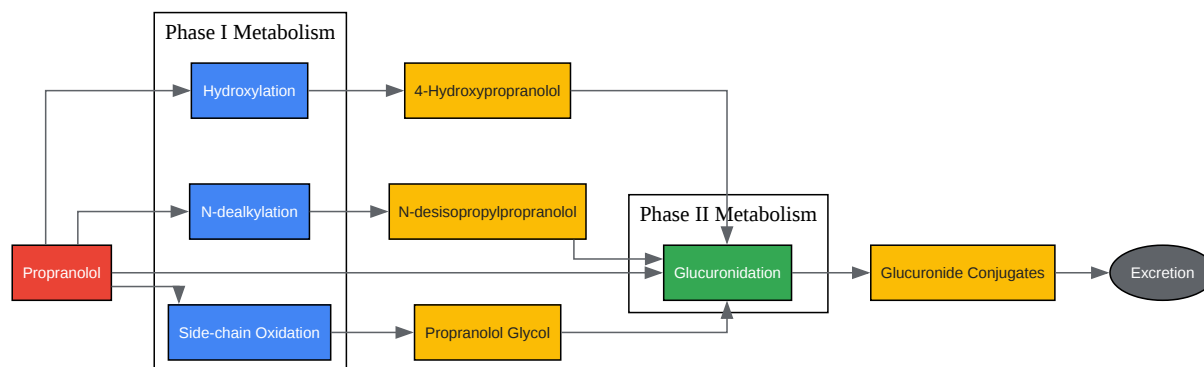 Phase I Metabolism
Hydroxylation
4-Hydroxypropranolol
N-dealkylation
N-desisopropylpropranolol
Phase II Metabolism
Propranolol
Glucuronidation
Glucuronide Conjugates
Excretion
Side-chain Oxidation
Propranolol Glycol